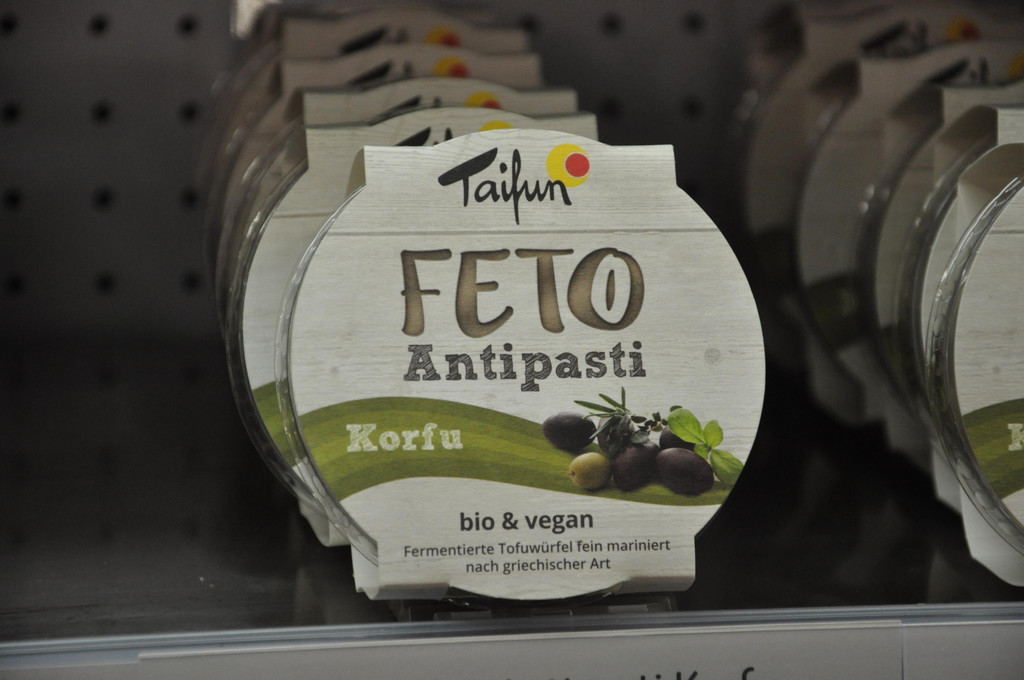 Taifun
FETO
Antipasti
Korfu
bio & vegan
Fermentierte Tofuwürfel fein mariniert
nach griechischer Art